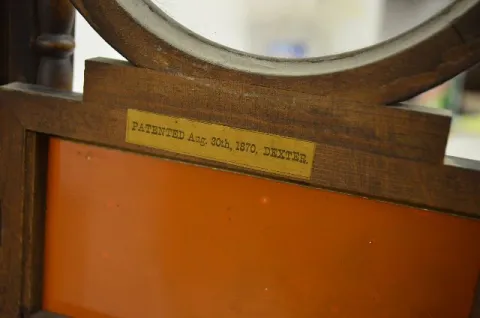 PATENTED Aug. 30th, 1870, DEXTER.